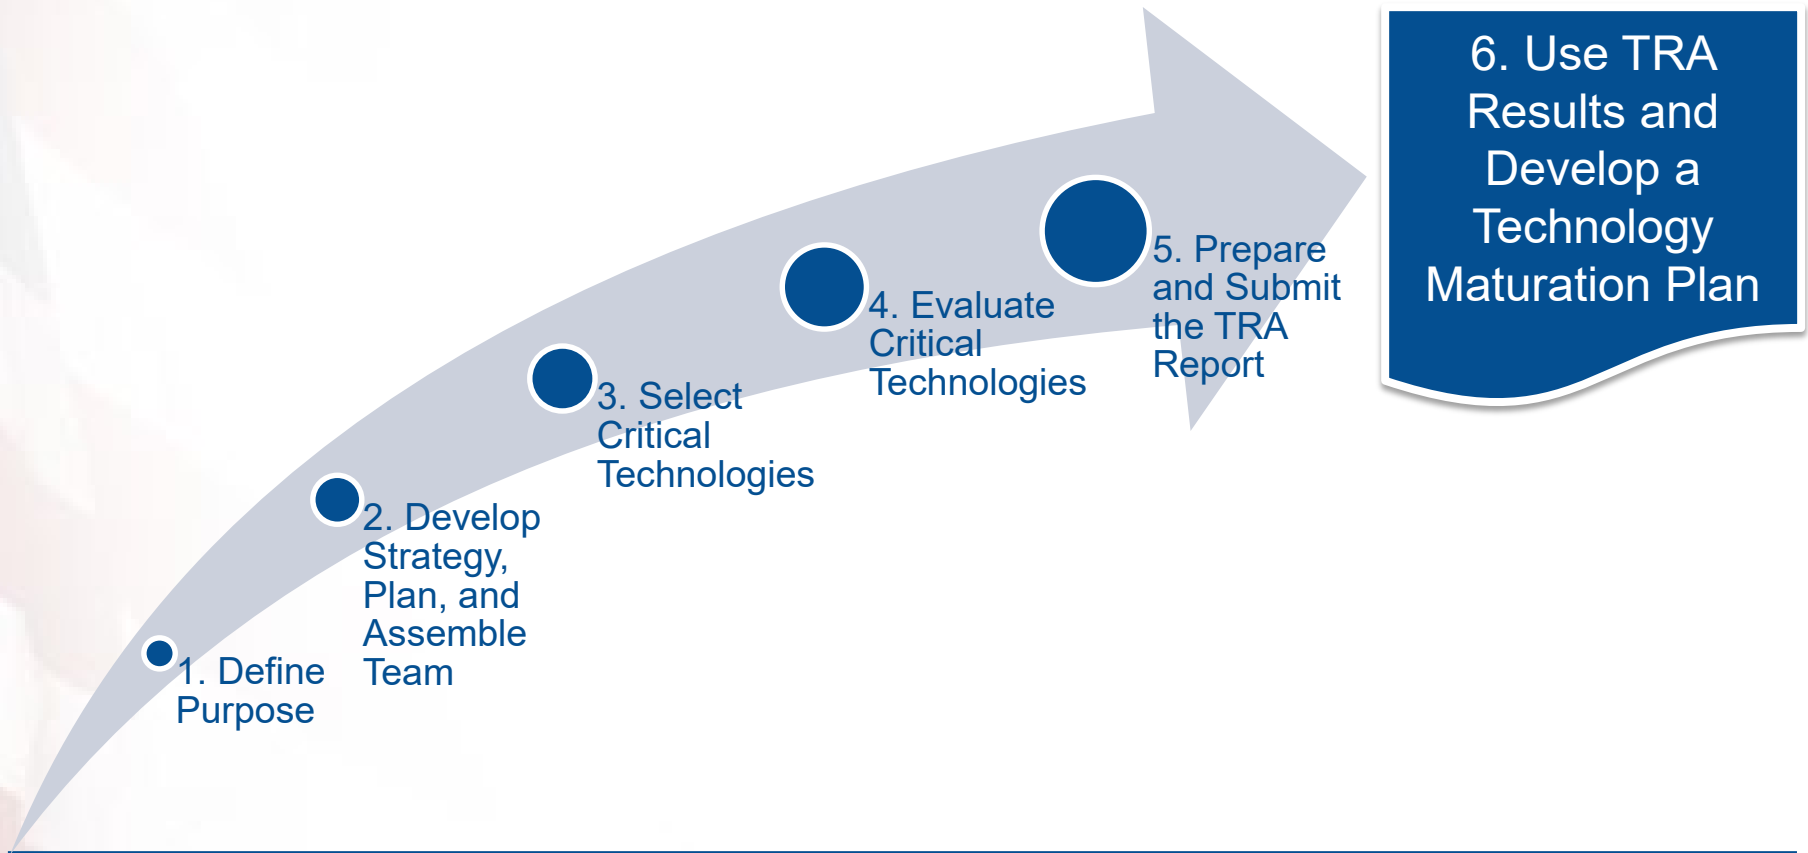 1. Define
Purpose
2. Develop
Strategy,
Plan, and
Assemble
Team
3. Select
Critical
Technologies
4. Evaluate
Critical
Technologies
5. Prepare
and Submit
the TRA
Report
6. Use TRA
Results and
Develop a
Technology
Maturation Plan